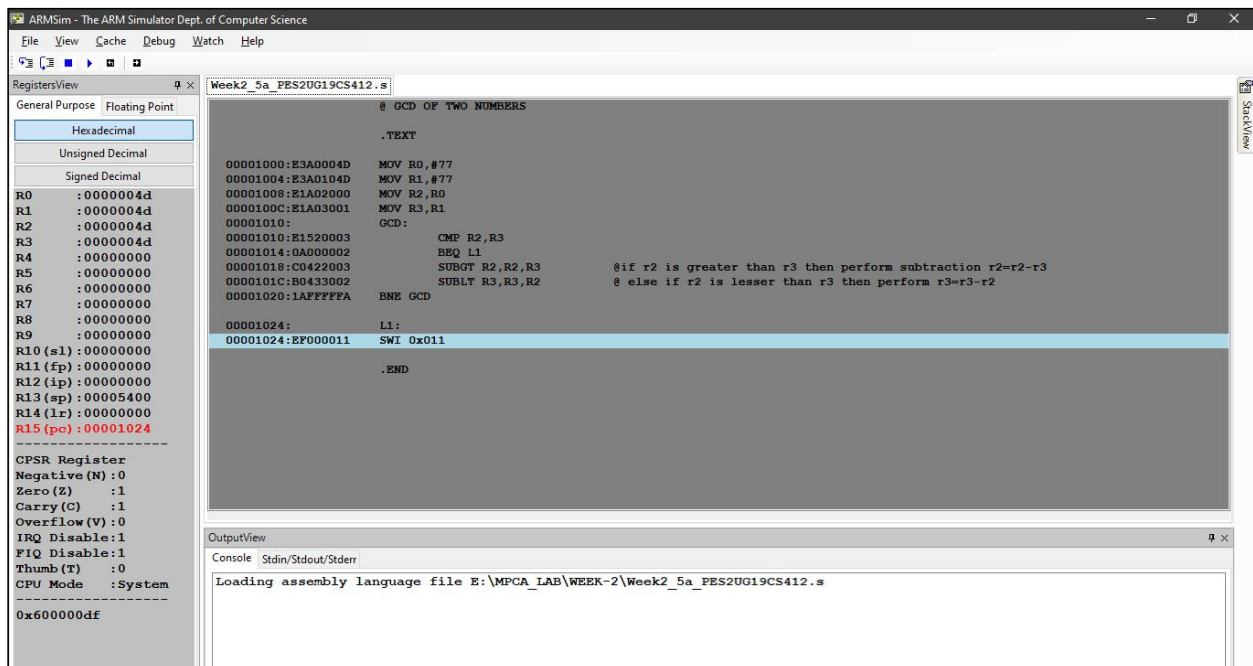 ARMSim - The ARM Simulator Dept. of Computer Science
File View Cache Debug Watch Help
RegistersView
General Purpose Floating Point
Hexadecimal
Unsigned Decimal
Signed Decimal
R0 :0000004d
R1 :0000004d
R2 :0000004d
R3 :0000004d
R4 :00000000
R5 :00000000
R6 :00000000
R7 :00000000
R8 :00000000
R9 :00000000
R10(sl):00000000
R11(fp):00000000
R12(ip):00000000
R13(sp):00005400
R14(lr):00000000
R15(pc):00001024
------------------
CPSR Register
Negative(N):0
Zero(Z) :1
Carry(C) :1
Overflow(V):0
IRQ Disable:1
FIQ Disable:1
Thumb(T) :0
CPU Mode :System
------------------
0x600000df
Week2_5a_PES2UG19CS412.s
@ GCD OF TWO NUMBERS
.TEXT
00001000:E3A0004D MOV R0,#77
00001004:E3A0104D MOV R1,#77
00001008:E1A02000 MOV R2,R0
0000100C:E1A03001 MOV R3,R1
00001010: GCD:
00001010:E1520003 CMP R2,R3
00001014:0A000002 BEQ L1
00001018:C0422003 SUBGT R2,R2,R3 @if r2 is greater than r3 then perform subtraction r2=r2-r3
0000101C:B0433002 SUBLT R3,R3,R2 @ else if r2 is lesser than r3 then perform r3=r3-r2
00001020:1AFFFFFA BNE GCD
00001024: L1:
00001024:EF000011 SWI 0x011
.END
OutputView
Console Stdin/Stdout/Stderr
Loading assembly language file E:\MPCA_LAB\WEEK-2\Week2_5a_PES2UG19CS412.s
StackView